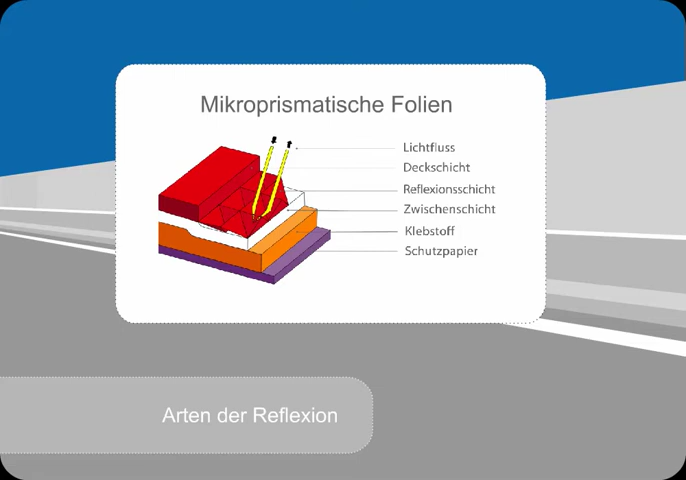 Mikroprismatische Folien
Lichtfluss
Deckschicht
Reflexionsschicht
Zwischenschicht
Klebstoff
Schutzpapier
Arten der Reflexion